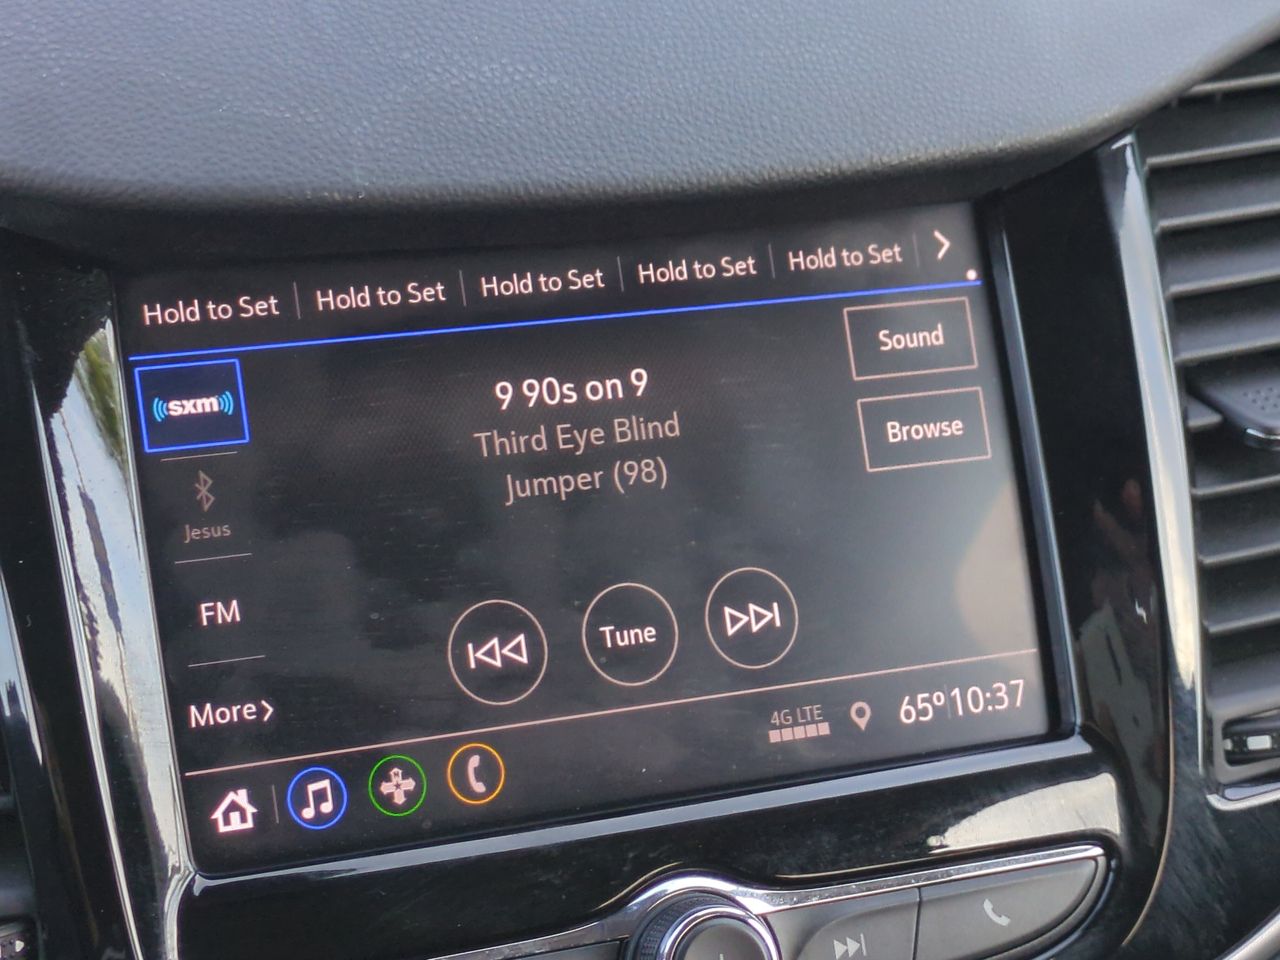 Hold to Set Hold to Set Hold to Set Hold to Set Hold to Set
sxm
Jesus
FM
More
9 90s on 9
Third Eye Blind
Jumper (98)
Sound
Browse
Tune
4G LTE
65° 10:37